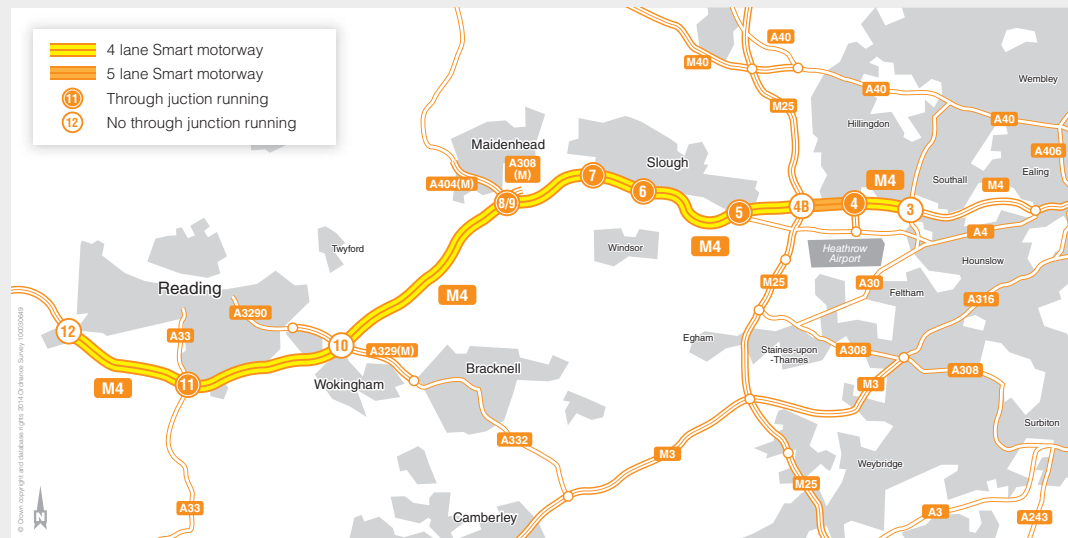 4 lane Smart motorway
5 lane Smart motorway
11 Through juction running
12 No through junction running
A40
M40
Wembley
M25
A40
A40
Hillingdon
Maidenhead
A406
A308
(M)
Slough
Ealing
A404(M)
7
M4
Southall
M4
6
8/9
4B
4
3
5
A4
Twyford
Windsor
M4
Heathrow
Airport
Hounslow
M25
A30
Feltham
Reading
M4
A316
A3290
12
A33
10
A329(M)
Egham
Staines-upon
-Thames
A308
A308
M4
11
Wokingham
Bracknell
M3
Surbiton
A332
M3
Weybridge
M25
A33
Camberley
A3
A243
N
© Crown copyright and database rights 2014 Ordnance Survey 100030649